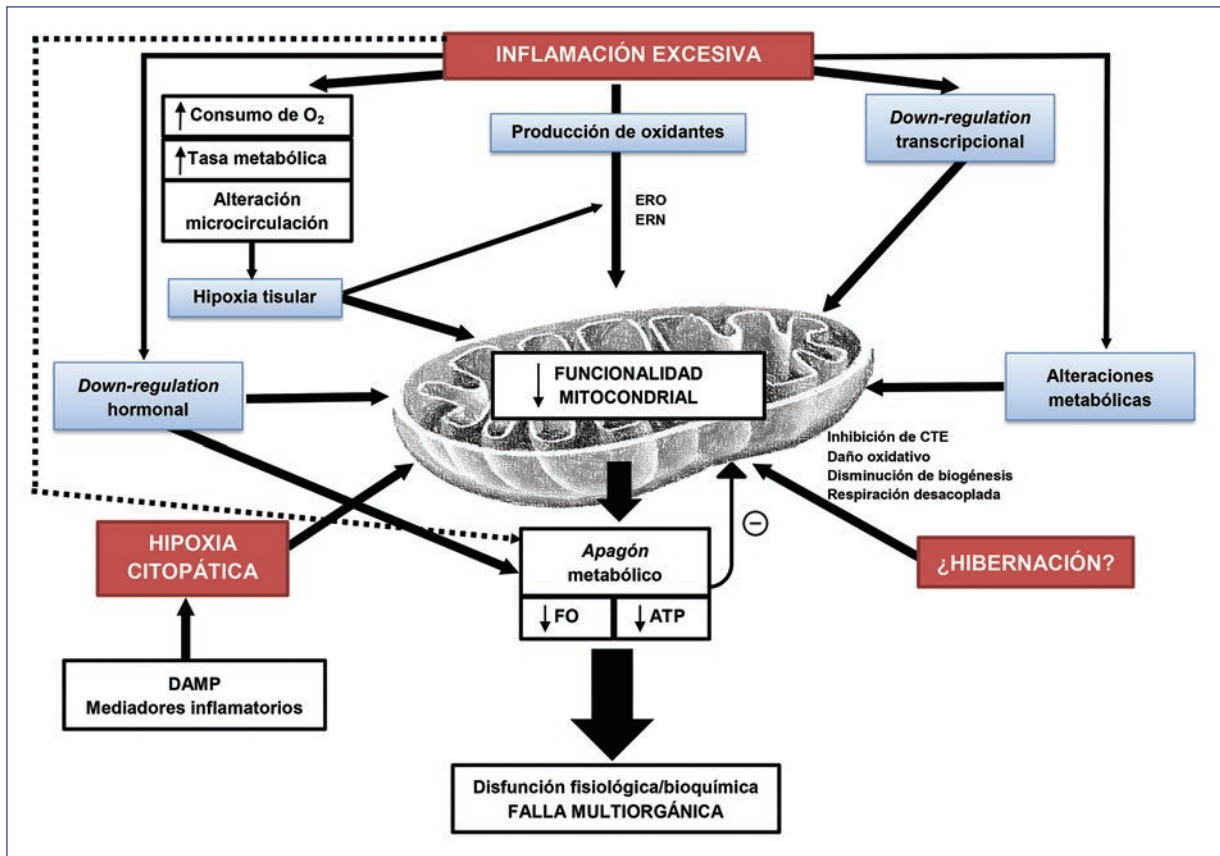 INFLAMACIÓN EXCESIVA
↑ Consumo de O₂
↑ Tasa metabólica
Alteración
microcirculación
Producción de oxidantes
Down-regulation
transcripcional
ERO
ERN
Hipoxia tisular
↓ FUNCIONALIDAD
MITOCONDRIAL
Down-regulation
hormonal
Alteraciones
metabólicas
Inhibición de CTE
Daño oxidativo
Disminución de biogénesis
Respiración desacoplada
HIPOXIA
CITOPÁTICA
Apagón
metabólico
↓ FO
↓ ATP
⊖
¿HIBERNACIÓN?
DAMP
Mediadores inflamatorios
Disfunción fisiológica/bioquímica
FALLA MULTIORGÁNICA